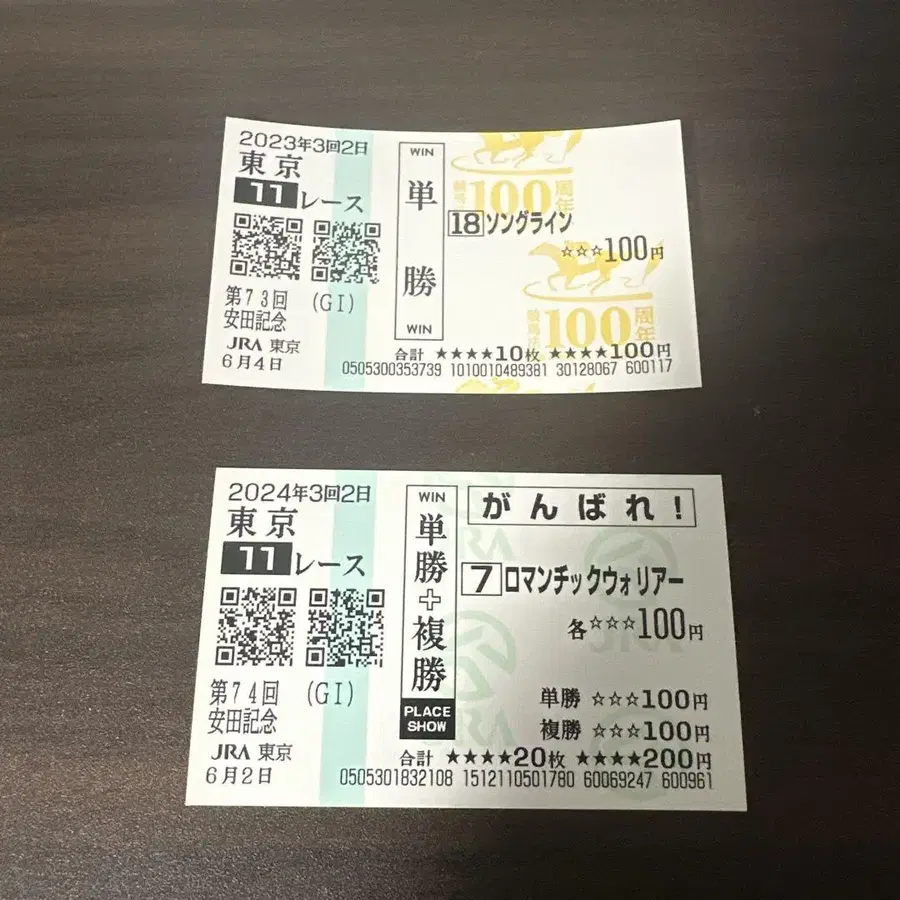 2023年3回2日
東京
11レース
第73回 (GI)
安田記念
JRA 東京
6月4日
WIN
単勝
WIN
競馬法100周年
18ソングライン
☆☆☆100円
競馬法100周年
合計 ★★★★10枚 ★★★★100円
0505300353739 1010010489381 30128067 600117
2024年3回2日
東京
11レース
第74回 (GI)
安田記念
JRA 東京
6月2日
WIN
単勝+複勝
PLACE
SHOW
がんばれ!
7ロマンチックウォリアー
各☆☆☆100円
単勝 ☆☆☆100円
複勝 ☆☆☆100円
合計 ★★★★20枚 ★★★★200円
0505301832108 1512110501780 60069247 600961
JRA
JRA